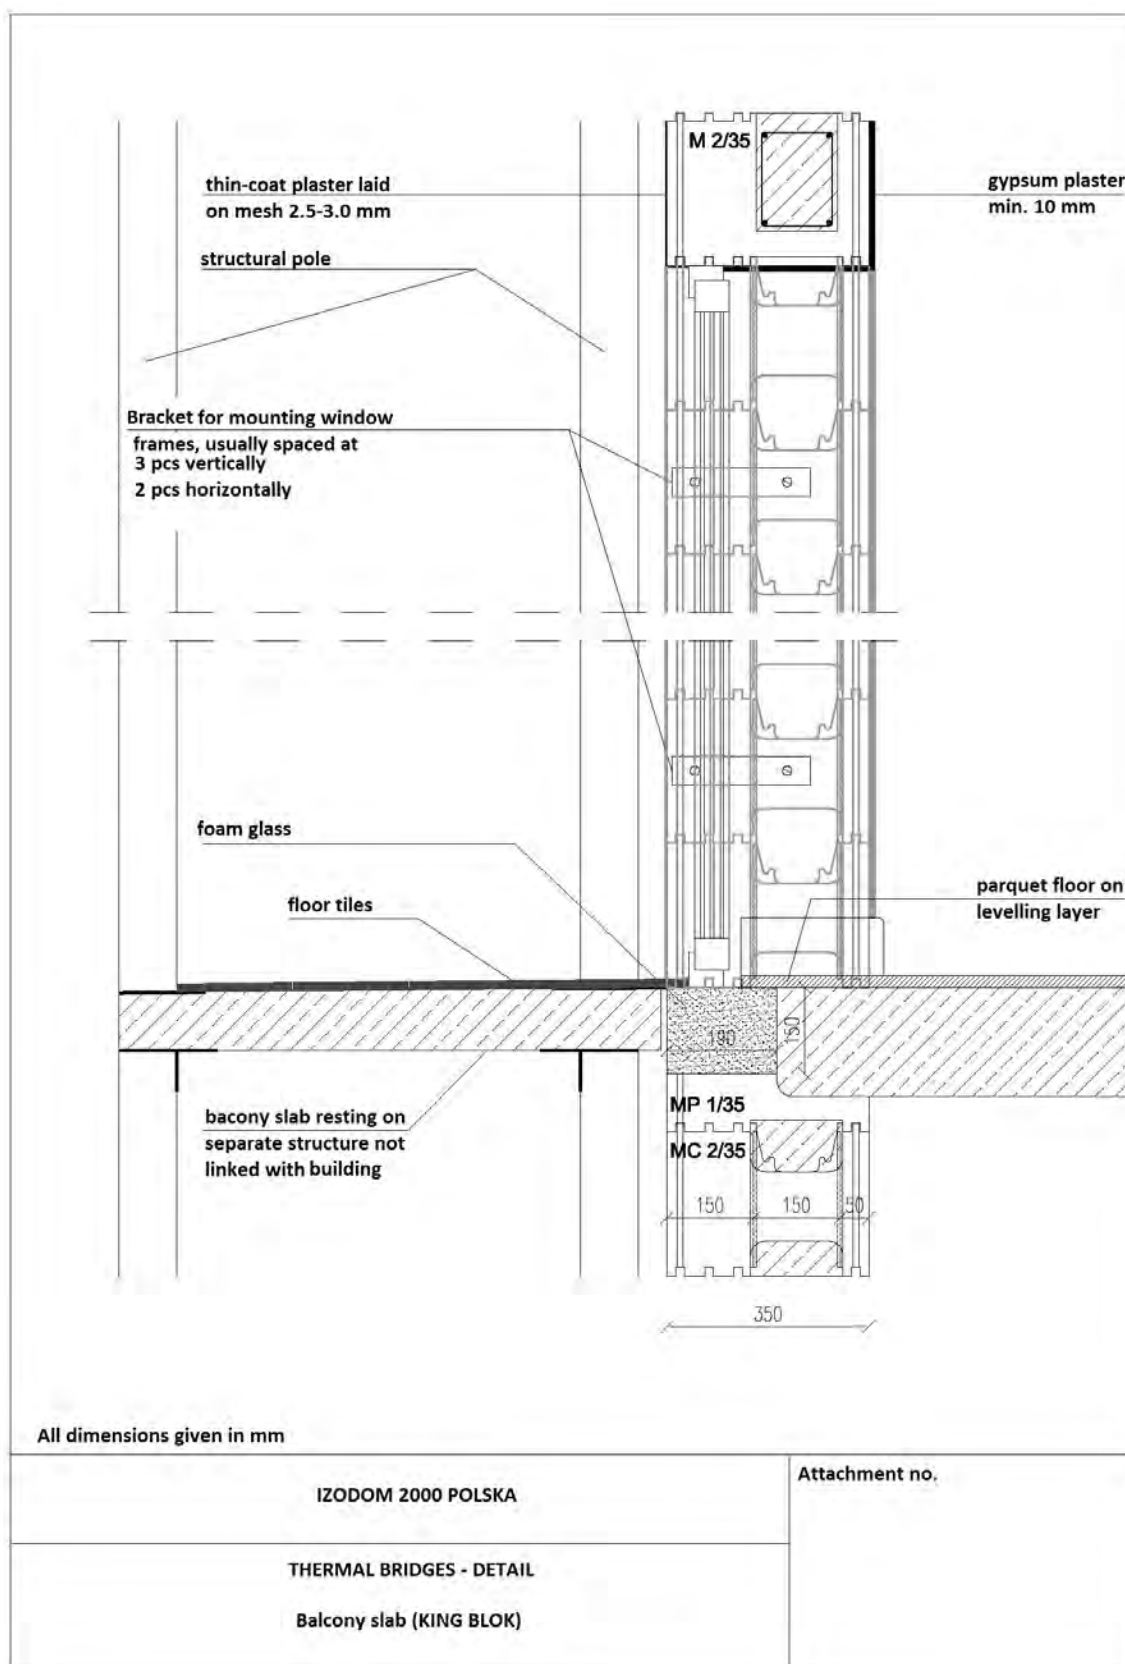 M 2/35
thin-coat plaster laid
on mesh 2.5-3.0 mm
gypsum plaster
min. 10 mm
structural pole
Bracket for mounting window
frames, usually spaced at
3 pcs vertically
2 pcs horizontally
foam glass
floor tiles
parquet floor on
levelling layer
190
150
MP 1/35
MC 2/35
bacony slab resting on
separate structure not
linked with building
150 150 50
350
All dimensions given in mm
IZODOM 2000 POLSKA
Attachment no.
THERMAL BRIDGES - DETAIL
Balcony slab (KING BLOK)